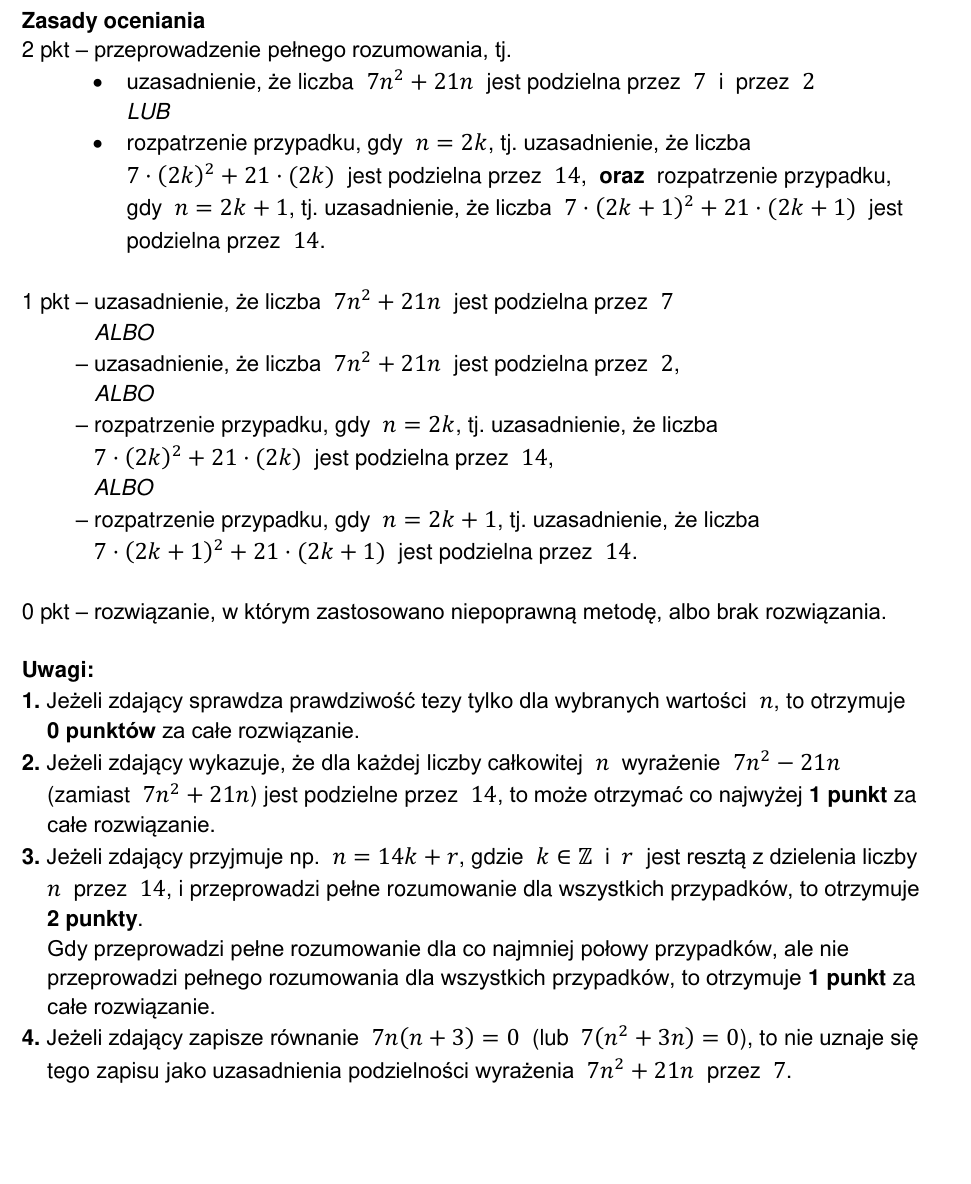 Zasady oceniania
2 pkt – przeprowadzenie pełnego rozumowania, tj.
• uzasadnienie, że liczba 7n² + 21n jest podzielna przez 7 i przez 2
LUB
• rozpatrzenie przypadku, gdy n = 2k, tj. uzasadnienie, że liczba
7 · (2k)² + 21 · (2k) jest podzielna przez 14, oraz rozpatrzenie przypadku,
gdy n = 2k + 1, tj. uzasadnienie, że liczba 7 · (2k + 1)² + 21 · (2k + 1) jest
podzielna przez 14.
1 pkt – uzasadnienie, że liczba 7n² + 21n jest podzielna przez 7
ALBO
– uzasadnienie, że liczba 7n² + 21n jest podzielna przez 2,
ALBO
– rozpatrzenie przypadku, gdy n = 2k, tj. uzasadnienie, że liczba
7 · (2k)² + 21 · (2k) jest podzielna przez 14,
ALBO
– rozpatrzenie przypadku, gdy n = 2k + 1, tj. uzasadnienie, że liczba
7 · (2k + 1)² + 21 · (2k + 1) jest podzielna przez 14.
0 pkt – rozwiązanie, w którym zastosowano niepoprawną metodę, albo brak rozwiązania.
Uwagi:
1. Jeżeli zdający sprawdza prawdziwość tezy tylko dla wybranych wartości n, to otrzymuje
0 punktów za całe rozwiązanie.
2. Jeżeli zdający wykazuje, że dla każdej liczby całkowitej n wyrażenie 7n² − 21n
(zamiast 7n² + 21n) jest podzielne przez 14, to może otrzymać co najwyżej 1 punkt za
całe rozwiązanie.
3. Jeżeli zdający przyjmuje np. n = 14k + r, gdzie k ∈ ℤ i r jest resztą z dzielenia liczby
n przez 14, i przeprowadzi pełne rozumowanie dla wszystkich przypadków, to otrzymuje
2 punkty.
Gdy przeprowadzi pełne rozumowanie dla co najmniej połowy przypadków, ale nie
przeprowadzi pełnego rozumowania dla wszystkich przypadków, to otrzymuje 1 punkt za
całe rozwiązanie.
4. Jeżeli zdający zapisze równanie 7n(n + 3) = 0 (lub 7(n² + 3n) = 0), to nie uznaje się
tego zapisu jako uzasadnienia podzielności wyrażenia 7n² + 21n przez 7.